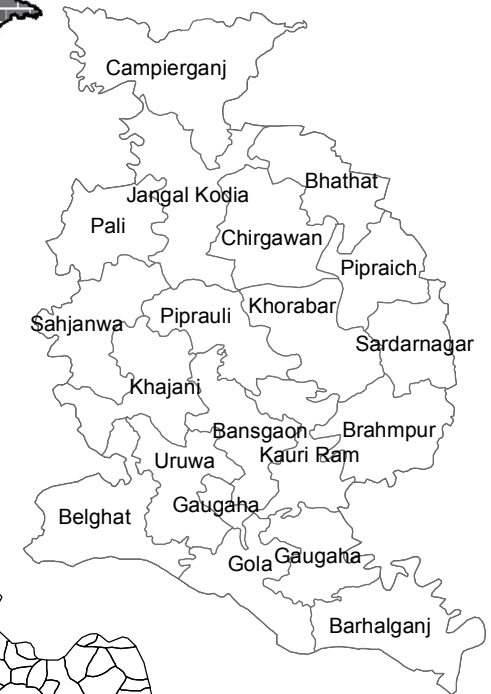 Campierganj
Bhathat
Jangal Kodia
Pali
Chirgawan
Pipraich
Khorabar
Piprauli
Sahjanwa
Sardarnagar
Khajani
Bansgaon
Brahmpur
Kauri Ram
Uruwa
Gaugaha
Belghat
Gaugaha
Gola
Barhalganj